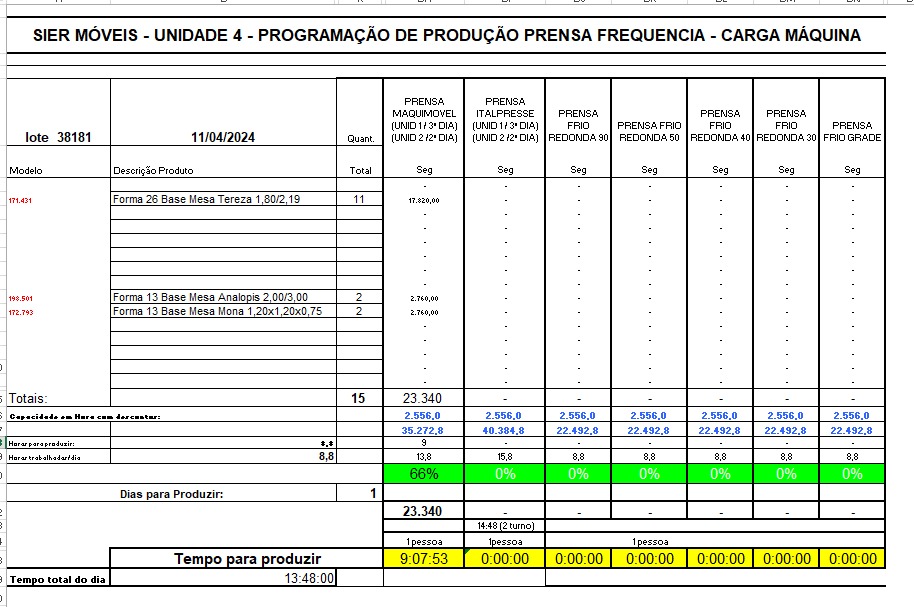 SIER MÓVEIS - UNIDADE 4 - PROGRAMAÇÃO DE PRODUÇÃO PRENSA FREQUENCIA - CARGA MÁQUINA
lote 38181 11/04/2024 Quant. PRENSA MAQUIMOVEL (UNID 1 / 3º DIA) (UNID 2 /2º DIA) PRENSA ITALPRESSE (UNID 1 / 3º DIA) (UNID 2 /2º DIA) PRENSA FRIO REDONDA 90 PRENSA FRIO REDONDA 50 PRENSA FRIO REDONDA 40 PRENSA FRIO REDONDA 30 PRENSA FRIO GRADE
Modelo Descrição Produto Total Seg Seg Seg Seg Seg Seg Seg
- - - - - - -
171.431 Forma 26 Base Mesa Tereza 1,80/2,19 11 17.820,00 - - - - - -
- - - - - - -
- - - - - - -
- - - - - - -
- - - - - - -
- - - - - - -
- - - - - - -
198.501 Forma 13 Base Mesa Analopis 2,00/3,00 2 2.760,00 - - - - - -
172.793 Forma 13 Base Mesa Mona 1,20x1,20x0,75 2 2.760,00 - - - - - -
- - - - - - -
- - - - - - -
- - - - - - -
- - - - - - -
- - - - - - -
Totais: 15 23.340 - - - - - -
Capacidade em Hora com descontos: 2.556,0 2.556,0 2.556,0 2.556,0 2.556,0 2.556,0 2.556,0
35.272,8 40.384,8 22.492,8 22.492,8 22.492,8 22.492,8 22.492,8
Horas para produzir: 8,8 9 - - - - - -
Horas trabalhadas/dia 8,8 13,8 15,8 8,8 8,8 8,8 8,8 8,8
66% 0% 0% 0% 0% 0% 0%
Dias para Produzir: 1
23.340 - - - - - -
14:48 (2 turno)
1 pessoa 1 pessoa 1 pessoa
Tempo para produzir 9:07:53 0:00:00 0:00:00 0:00:00 0:00:00 0:00:00 0:00:00
Tempo total do dia 13:48:00